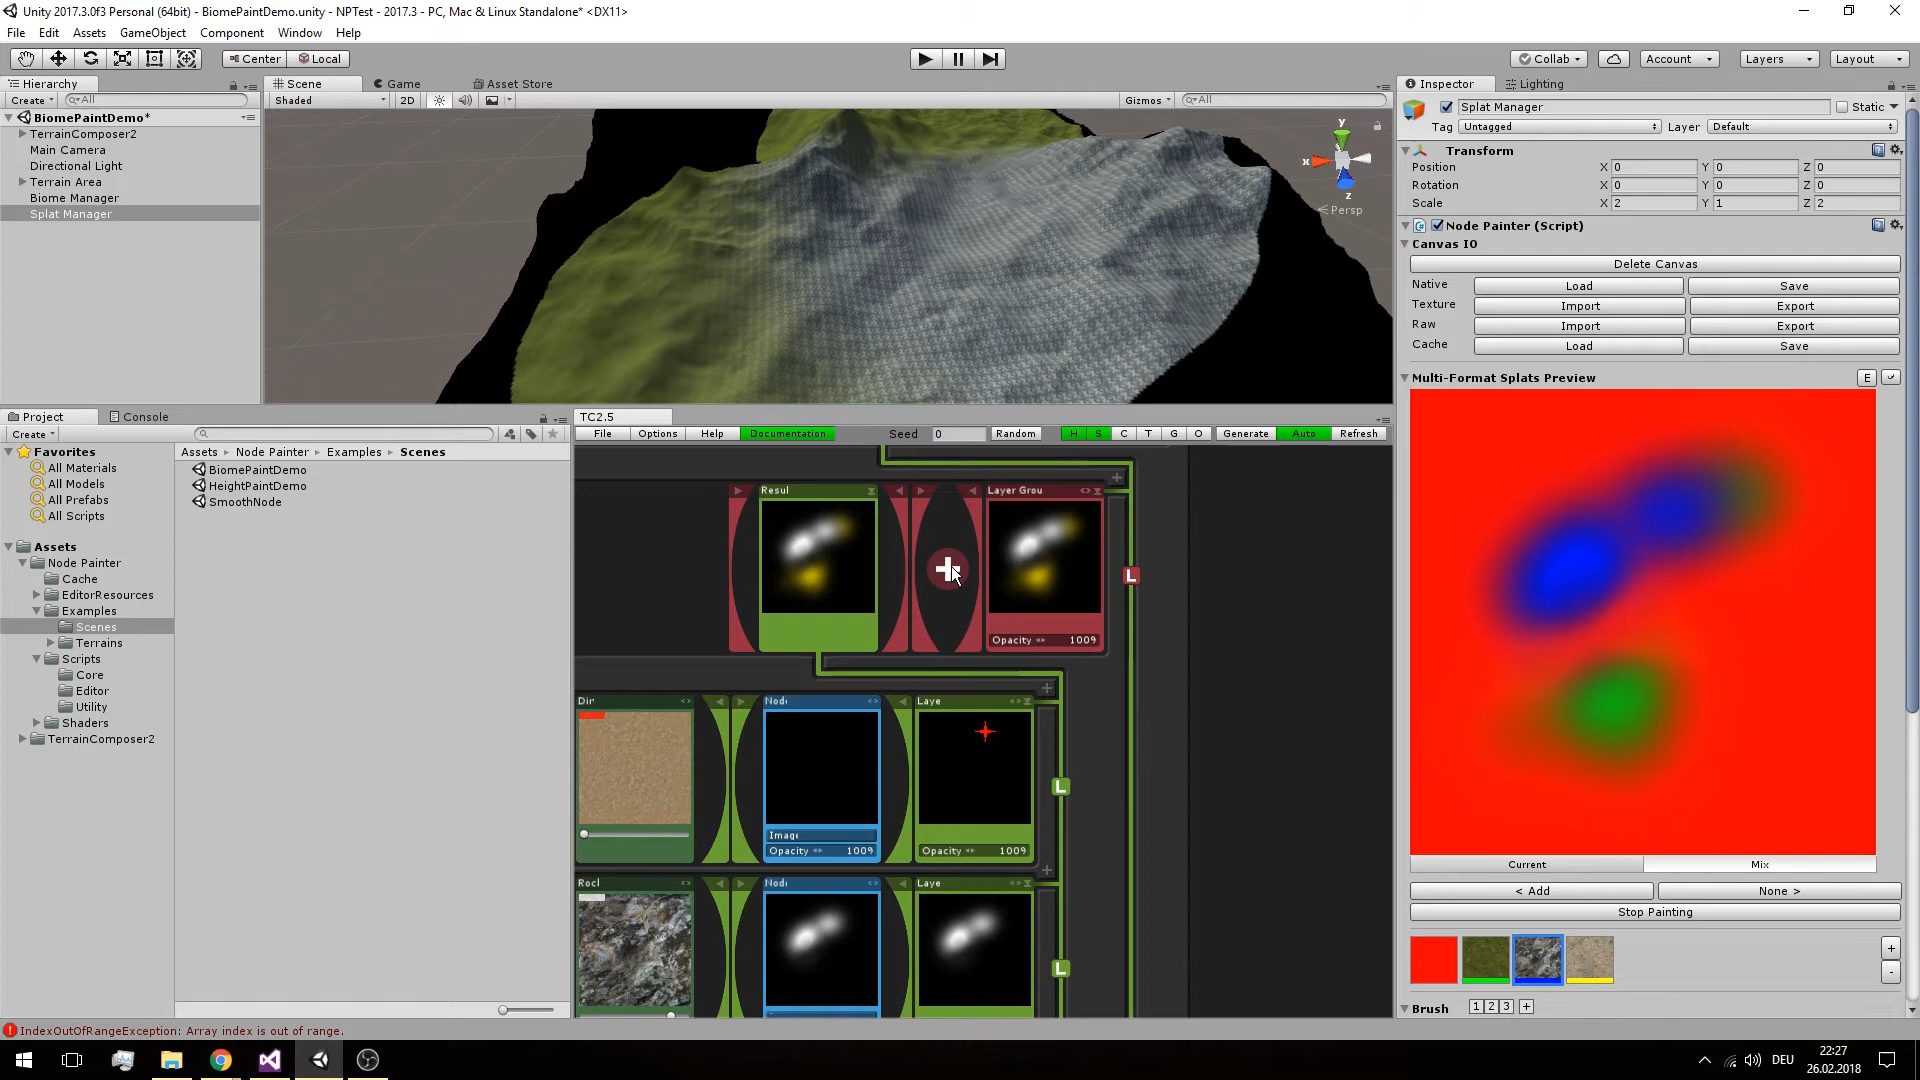 Unity 2017.3.0f3 Personal (64bit) - BiomePaintDemo.unity - NPTest - 2017.3 - PC, Mac & Linux Standalone* <DX11>
File Edit Assets GameObject Component Window Help
Center Local Collab Account Layers Layout
Hierarchy
Create All
BiomePaintDemo*
TerrainComposer2
Main Camera
Directional Light
Terrain Area
Biome Manager
Splat Manager
Scene Game Asset Store
Shaded 2D Gizmos All
y
x
z
Persp
Project Console
Create
Favorites
All Materials
All Models
All Prefabs
All Scripts
Assets
Node Painter
Cache
EditorResources
Examples
Scenes
Terrains
Scripts
Core
Editor
Utility
Shaders
TerrainComposer2
Assets Node Painter Examples Scenes
BiomePaintDemo
HeightPaintDemo
SmoothNode
TC2.5
File Options Help Documentation Seed 0 Random H S C T G O Generate Auto Refresh
Resul Layer Grou
Opacity 100%
L
Dir Node Laye
Image
Opacity 100% Opacity 100%
L
Rocl Node Laye
L
Inspector Lighting
Splat Manager Static
Tag Untagged Layer Default
Transform
Position X 0 Y 0 Z 0
Rotation X 0 Y 0 Z 0
Scale X 2 Y 1 Z 2
Node Painter (Script)
Canvas IO
Delete Canvas
Native Load Save
Texture Import Export
Raw Import Export
Cache Load Save
Multi-Format Splats Preview E
Current Mix
< Add None >
Stop Painting
+
-
Brush 1 2 3 +
IndexOutOfRangeException: Array index is out of range.
DEU 22:27
26.02.2018